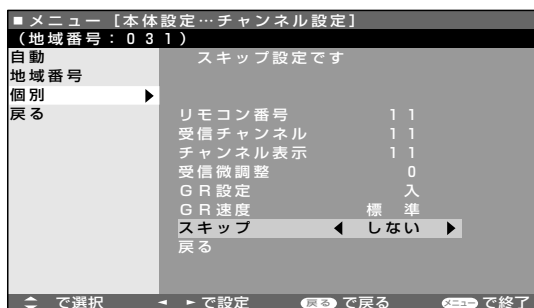 ■メニュー [本体設定…チャンネル設定]
(地域番号:031)
自動
スキップ設定です
地域番号
個別 ▶
戻る
リモコン番号 11
受信チャンネル 11
チャンネル表示 11
受信微調整 0
GR設定 入
GR速度 標準
スキップ ◀ しない ▶
戻る
で選択 ◄ ►で設定 戻る で戻る メニュー で終了